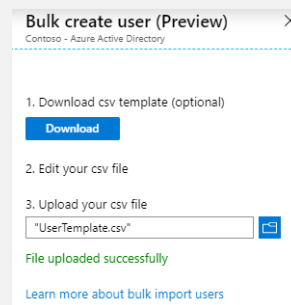 Bulk create user (Preview)
Contoso - Azure Active Directory
1. Download csv template (optional)
Download
2. Edit your csv file
3. Upload your csv file
"UserTemplate.csv"
File uploaded successfully
Learn more about bulk import users